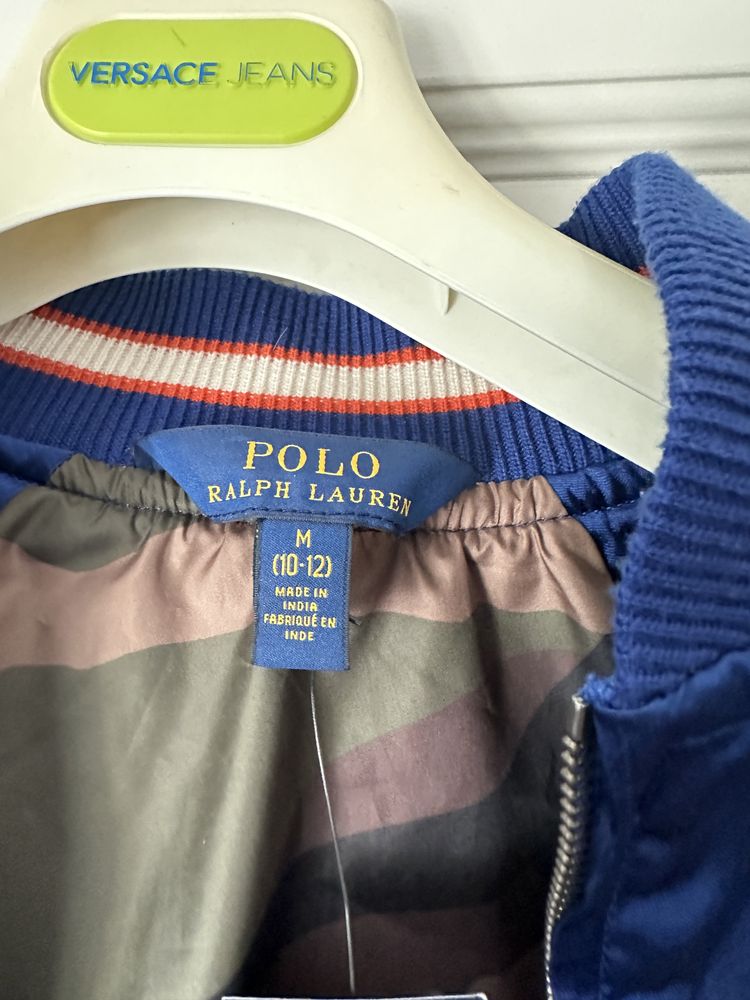 VERSACE JEANS
POLO
RALPH LAUREN
M
(10-12)
MADE IN
INDIA
FABRIQUÉ EN
INDE